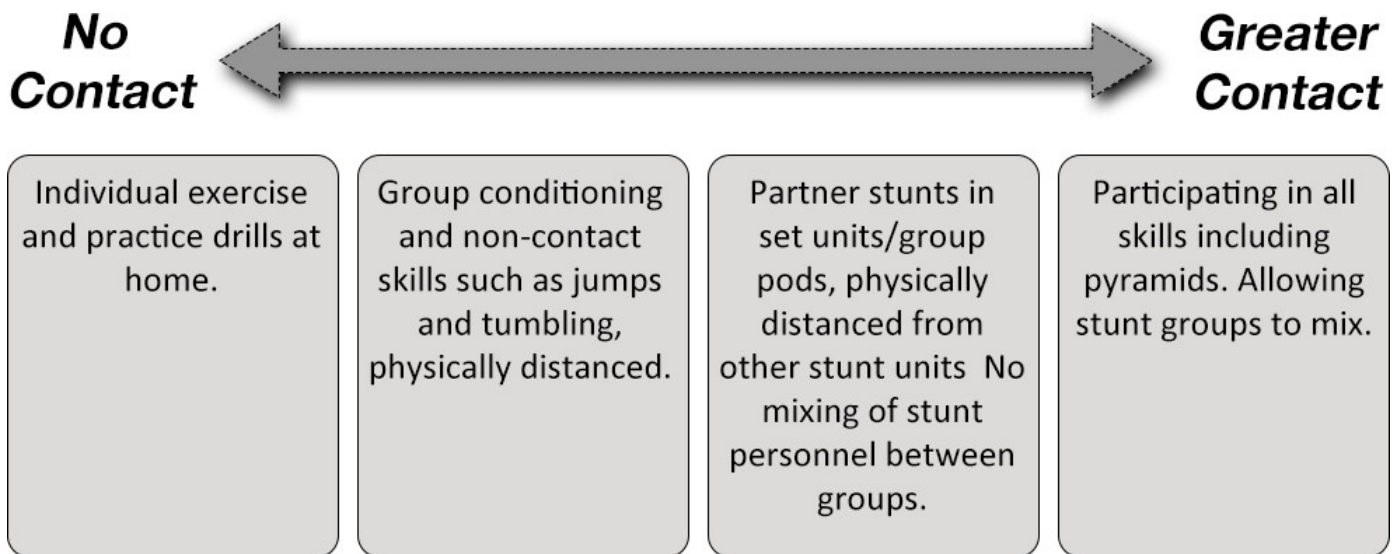 No
Contact
Greater
Contact
Individual exercise
and practice drills at
home.
Group conditioning
and non-contact
skills such as jumps
and tumbling,
physically distanced.
Partner stunts in
set units/group
pods, physically
distanced from
other stunt units  No
mixing of stunt
personnel between
groups.
Participating in all
skills including
pyramids. Allowing
stunt groups to mix.